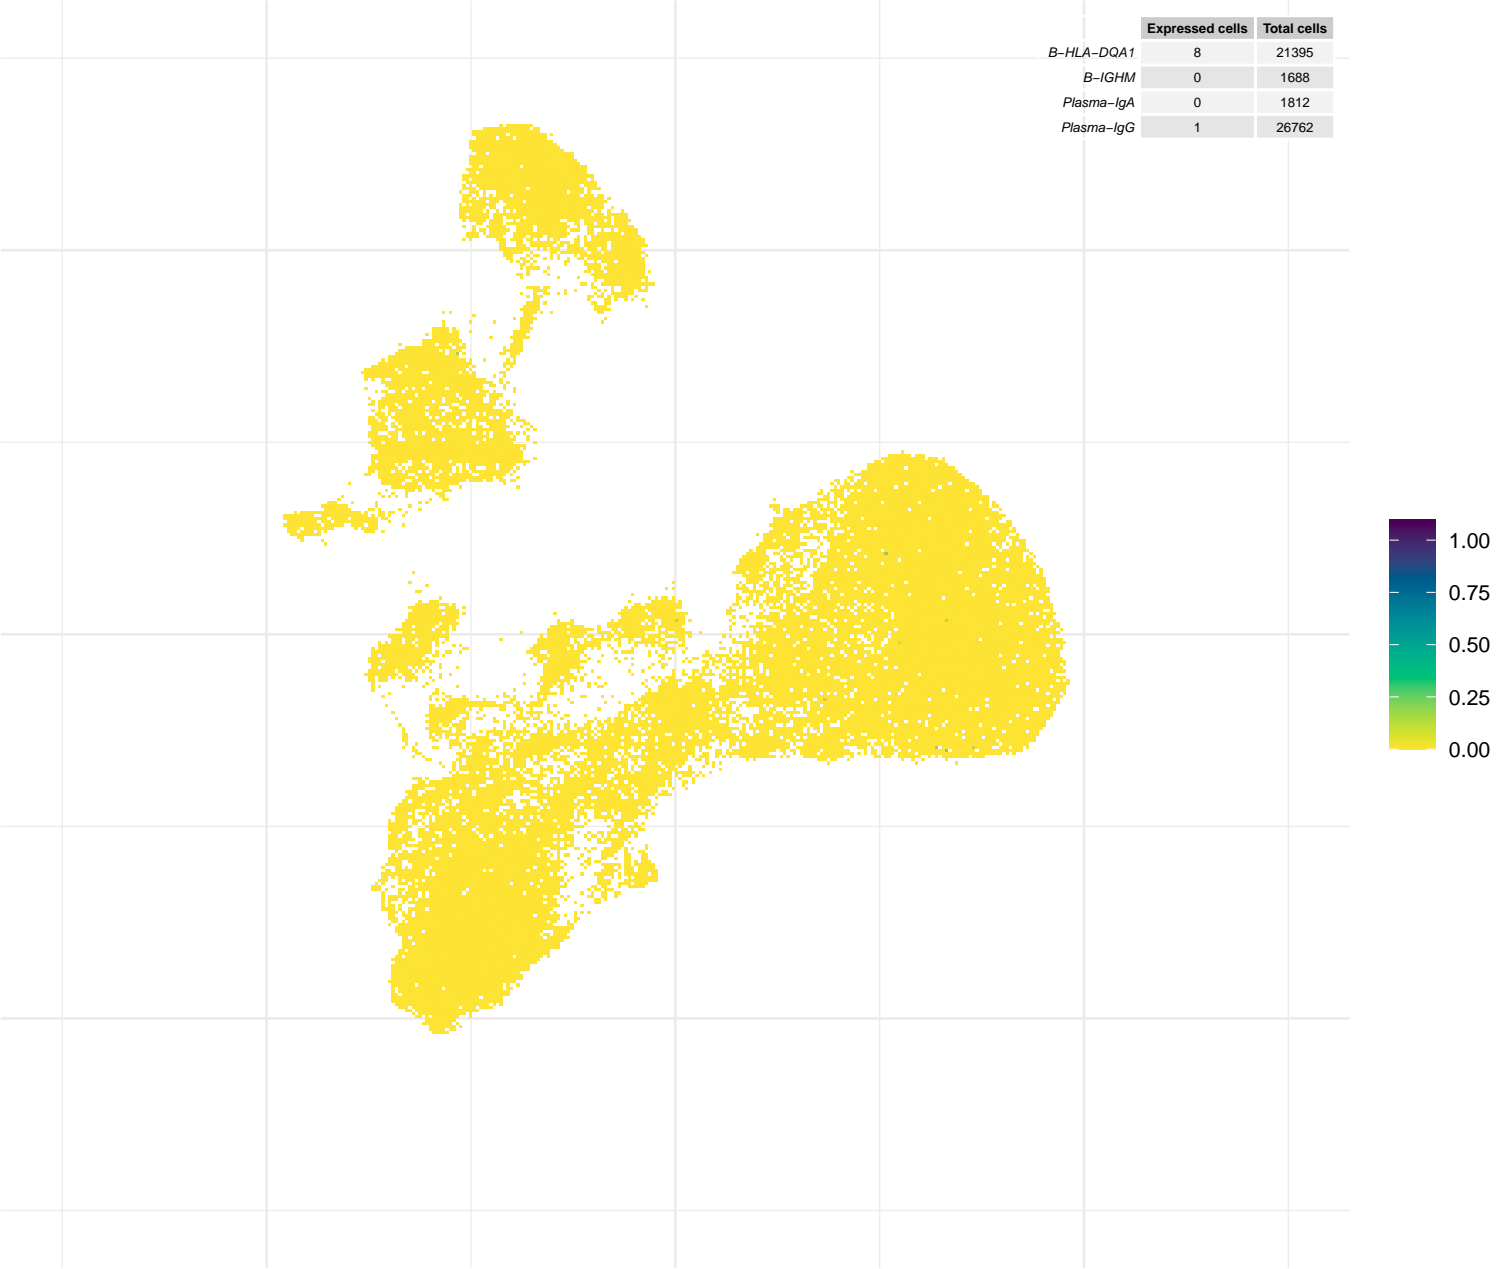 Expressed cells Total cells
B−HLA−DQA1 8 21395
B−IGHM 0 1688
Plasma−IgA 0 1812
Plasma−IgG 1 26762
1.00
0.75
0.50
0.25
0.00